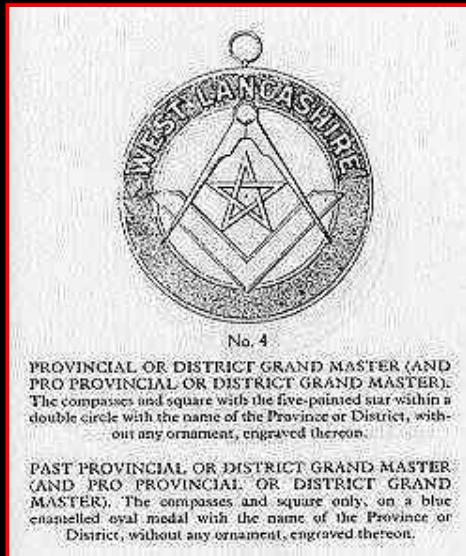 WEST LANCASHIRE
No. 4
PROVINCIAL OR DISTRICT GRAND MASTER (AND
PRO PROVINCIAL OR DISTRICT GRAND MASTER).
The compasses and square with the five-pointed star within a
double circle with the name of the Province or District, with-
out any ornament, engraved thereon.
PAST PROVINCIAL OR DISTRICT GRAND MASTER
(AND PRO PROVINCIAL OR DISTRICT GRAND
MASTER). The compasses and square only, on a blue
enamelled oval medal with the name of the Province or
District, without any ornament, engraved thereon.